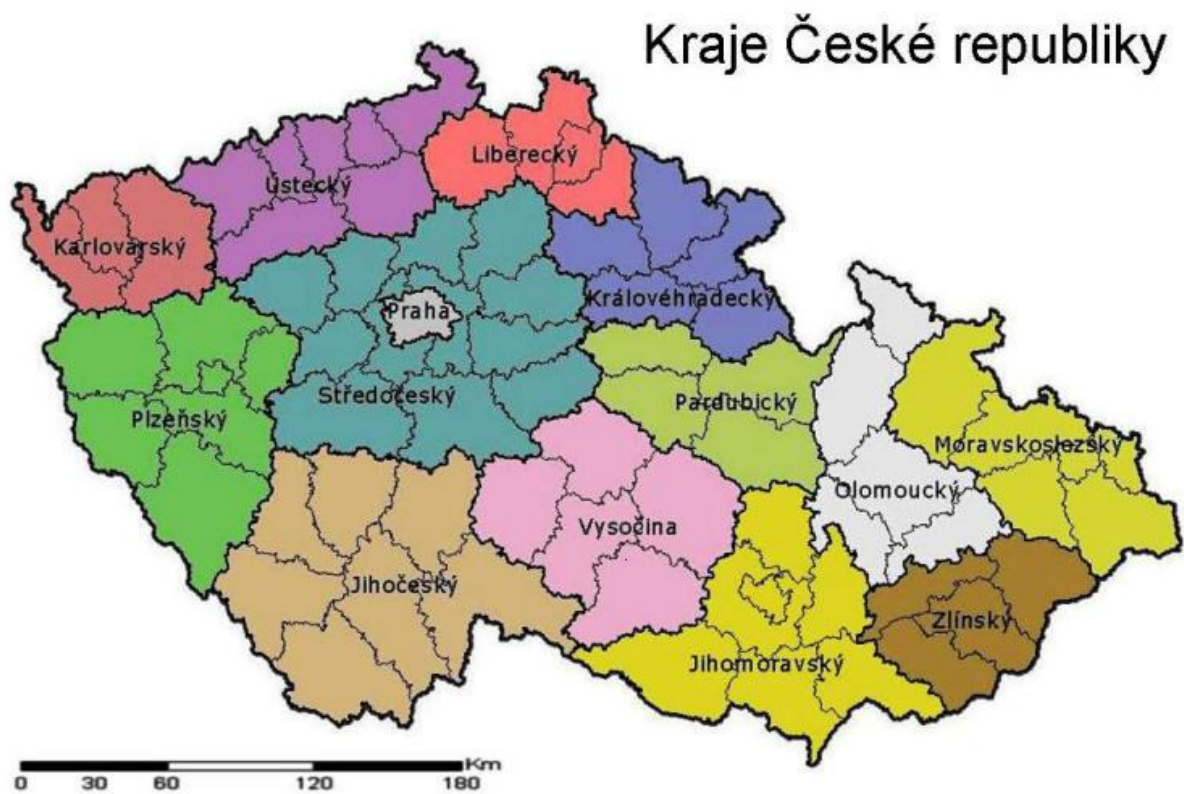 Kraje České republiky
Liberecký
Ústecký
Karlovarský
Královéhradecký
Praha
Středočeský
Pardubický
Plzeňský
Moravskoslezský
Olomoucký
Vysočina
Jihočeský
Zlínský
Jihomoravský
Km
0 30 60 120 180